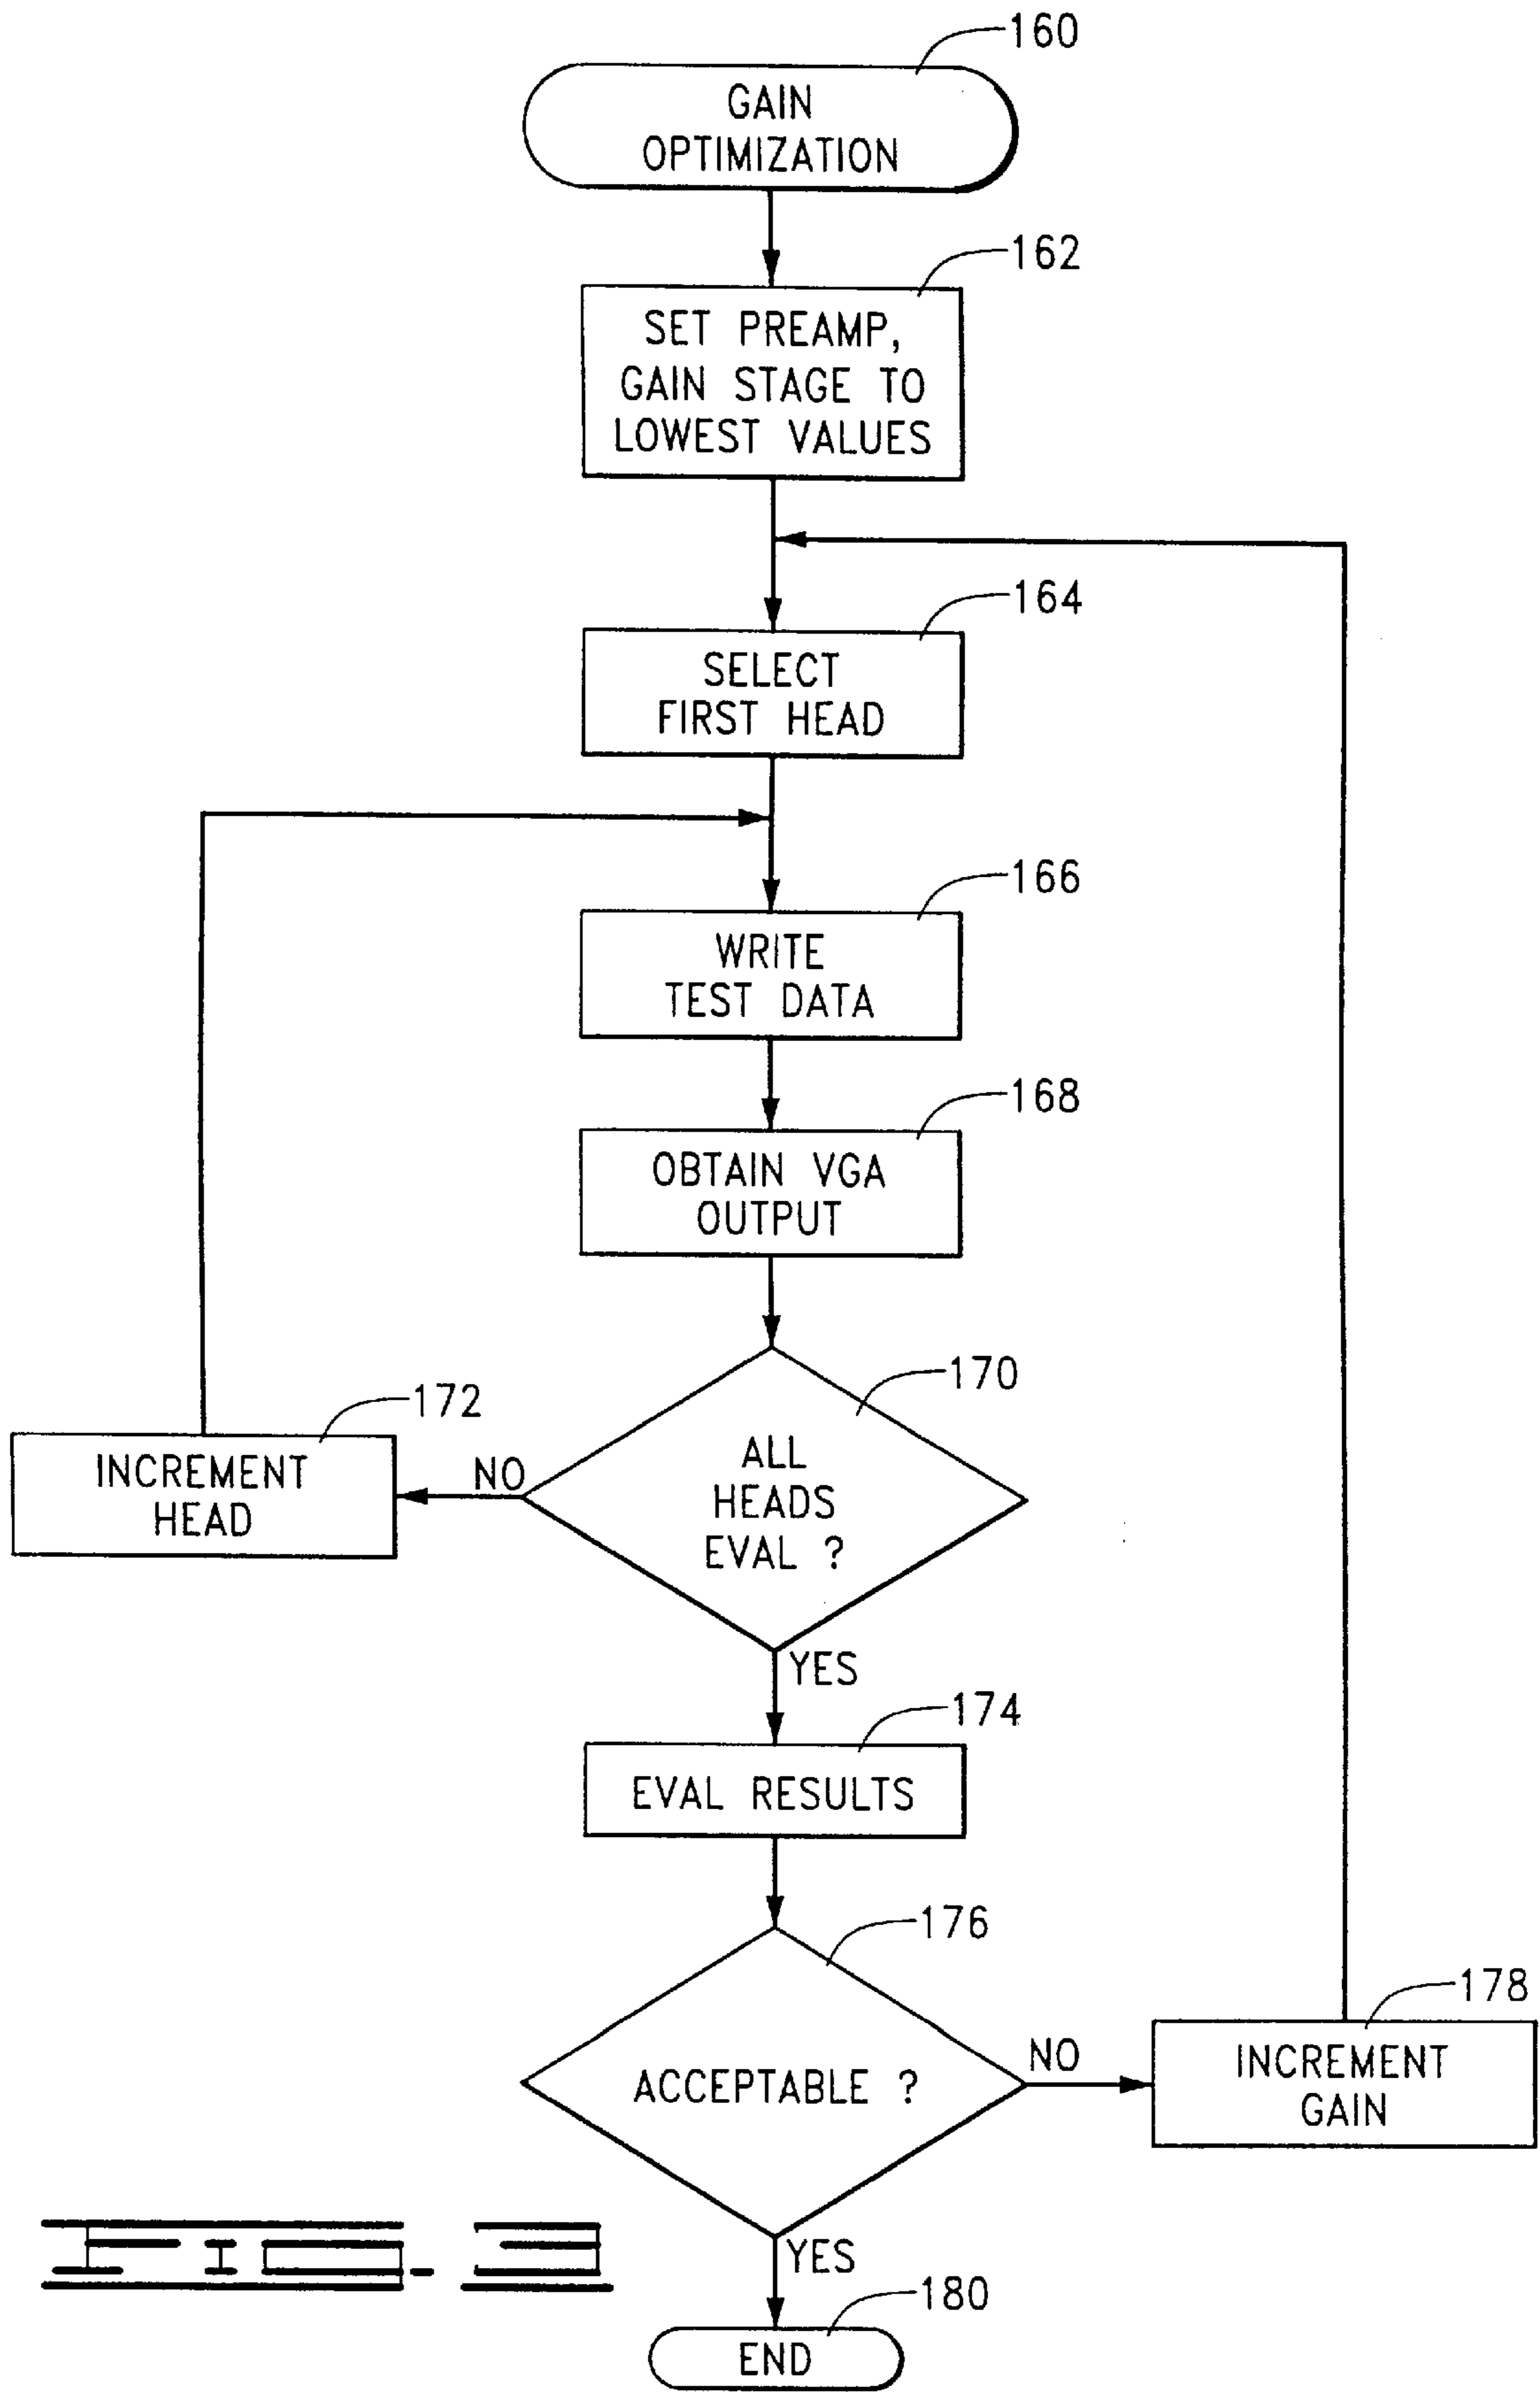 160
GAIN
OPTIMIZATION
162
SET PREAMP,
GAIN STAGE TO
LOWEST VALUES
164
SELECT
FIRST HEAD
166
WRITE
TEST DATA
168
OBTAIN VGA
OUTPUT
170
ALL
HEADS
EVAL ?
172
INCREMENT
HEAD
NO
YES
174
EVAL RESULTS
176
ACCEPTABLE ?
NO
178
INCREMENT
GAIN
YES
180
END